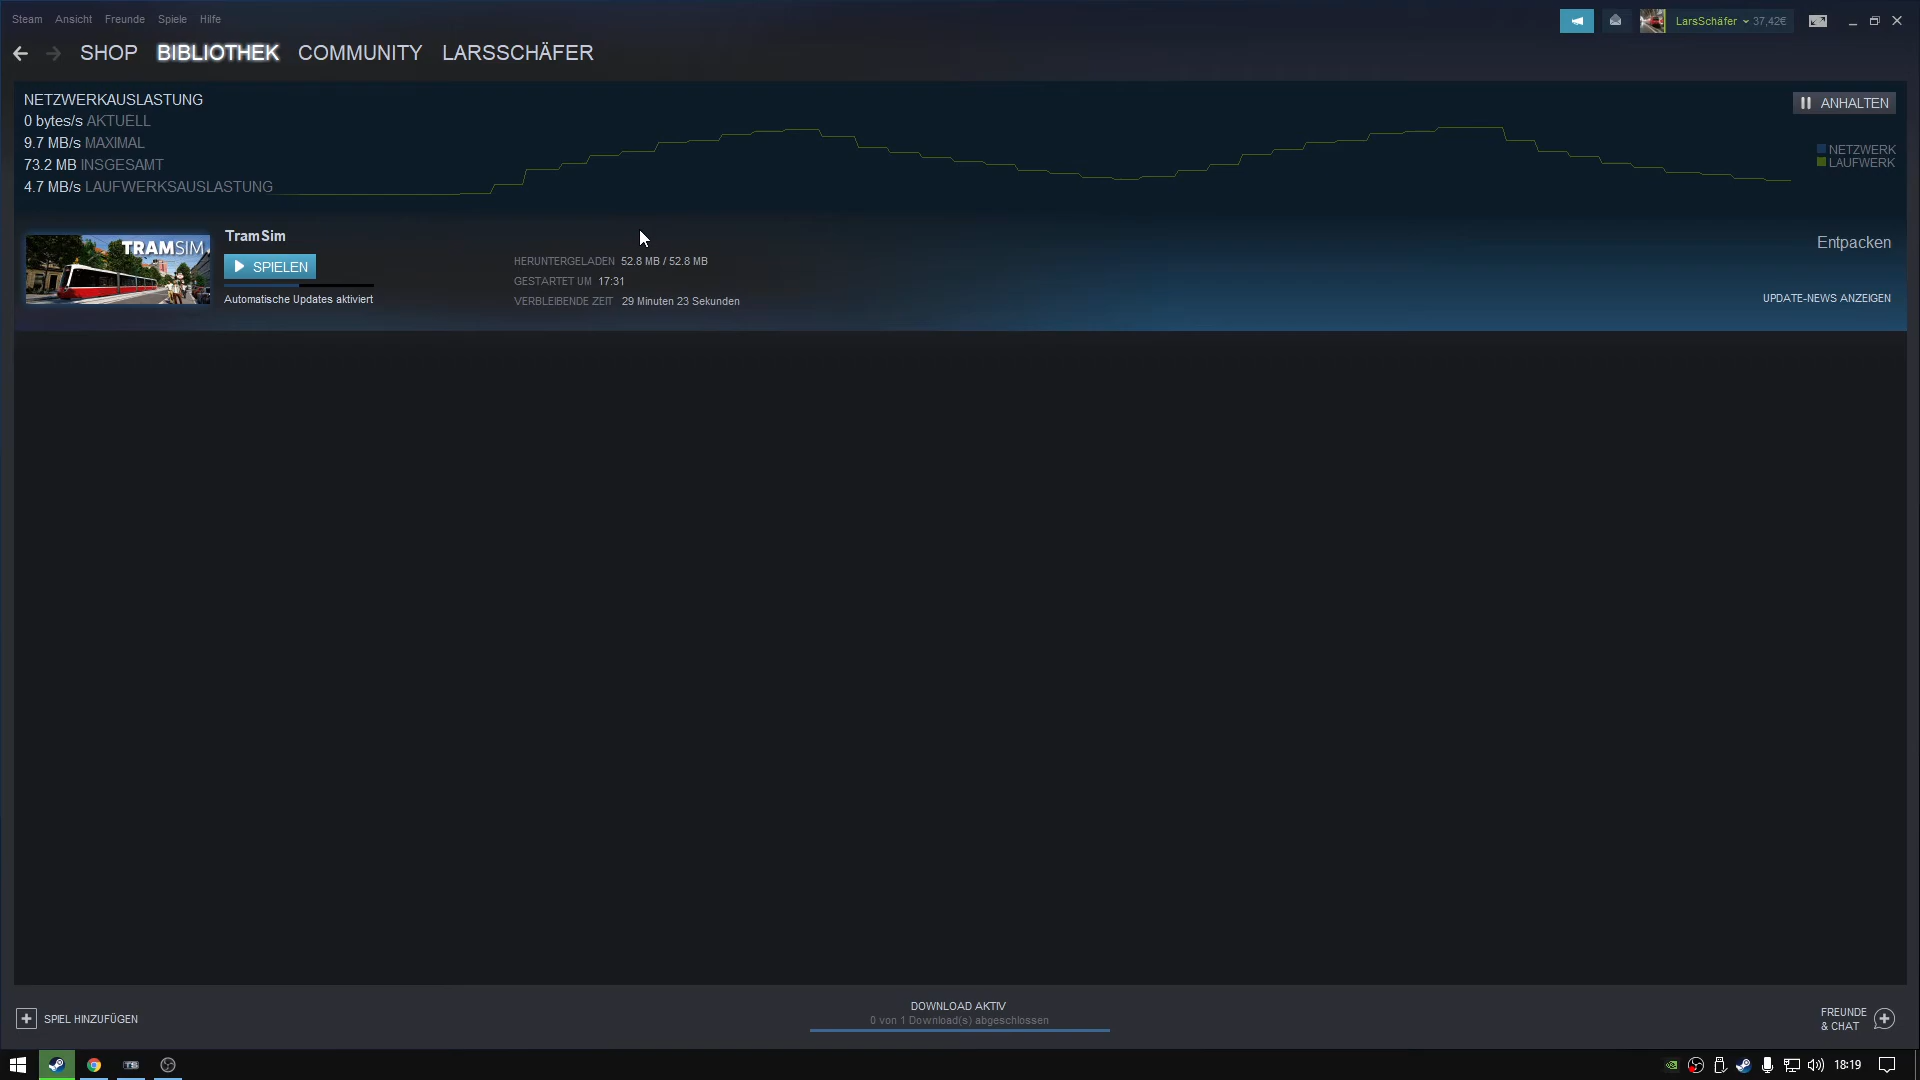 Steam Ansicht Freunde Spiele Hilfe
LarsSchäfer 37,42€
SHOP BIBLIOTHEK COMMUNITY LARSSCHÄFER
NETZWERKAUSLASTUNG
0 bytes/s AKTUELL
9.7 MB/s MAXIMAL
73.2 MB INSGESAMT
4.7 MB/s LAUFWERKSAUSLASTUNG
ANHALTEN
NETZWERK
LAUFWERK
TRAMSIM
TramSim
SPIELEN
Automatische Updates aktiviert
HERUNTERGELADEN 52.8 MB / 52.8 MB
GESTARTET UM 17:31
VERBLEIBENDE ZEIT 29 Minuten 23 Sekunden
Entpacken
UPDATE-NEWS ANZEIGEN
SPIEL HINZUFÜGEN
DOWNLOAD AKTIV
0 von 1 Download(s) abgeschlossen
FREUNDE
& CHAT
TS
18:19